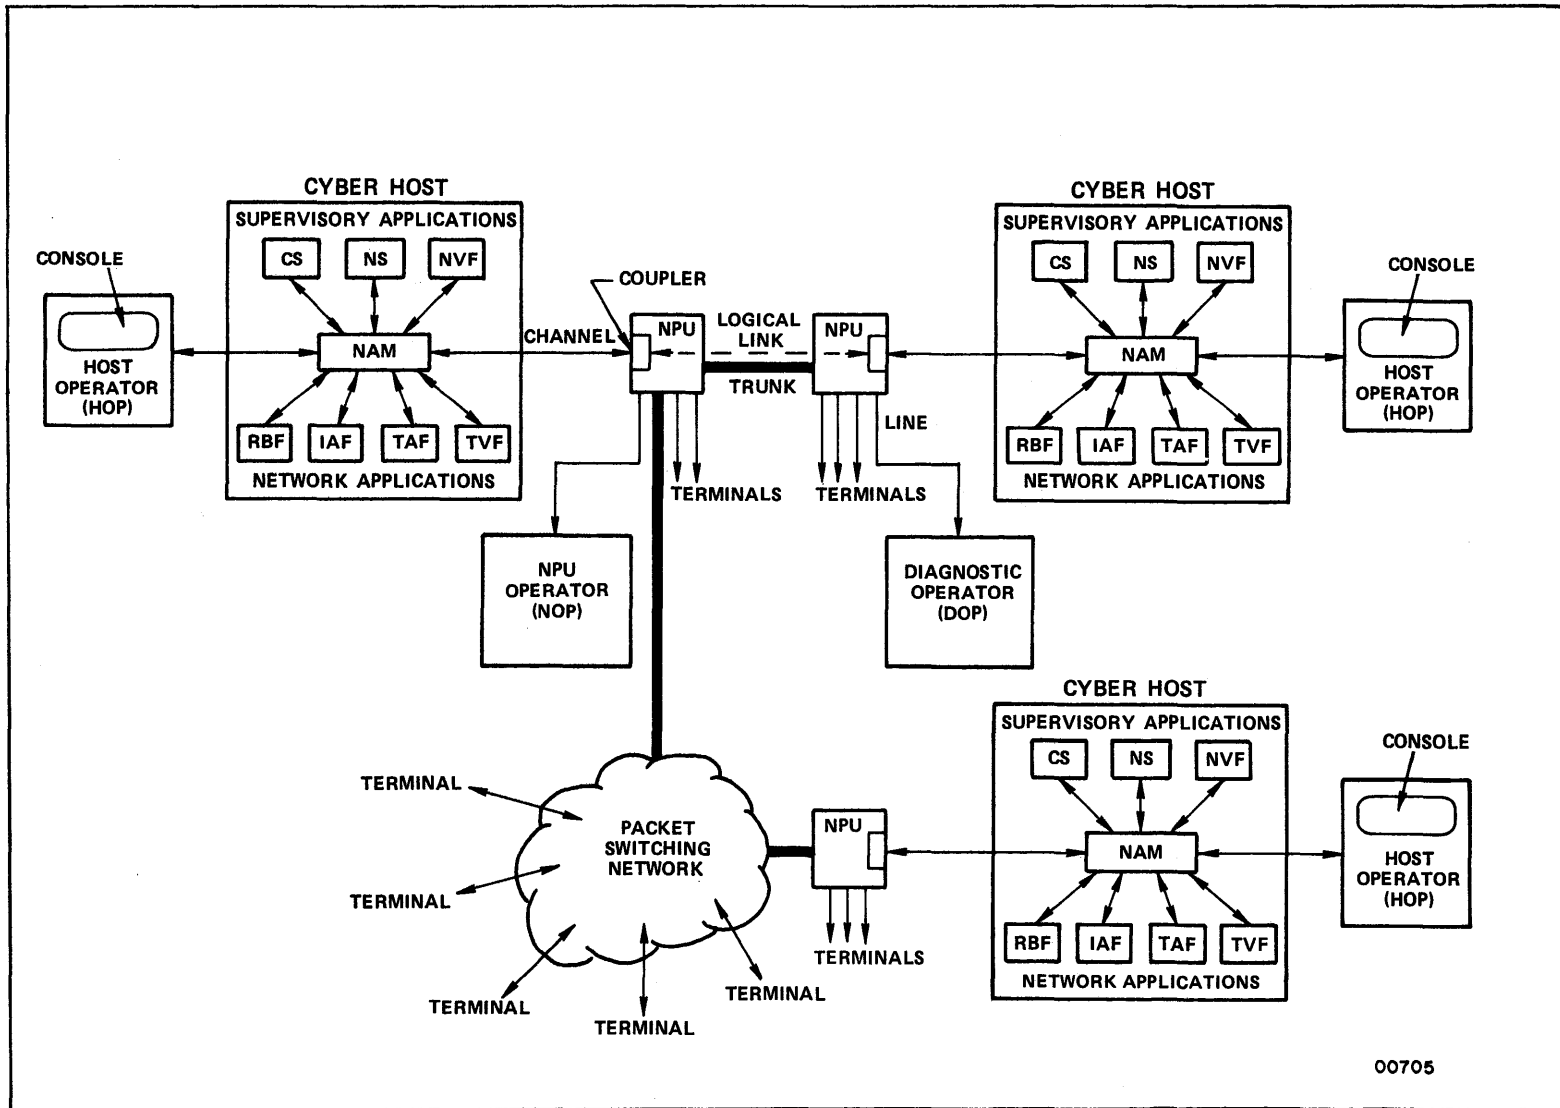 CYBER HOST
SUPERVISORY APPLICATIONS
CS
NS
NVF
NAM
RBF
IAF
TAF
TVF
NETWORK APPLICATIONS
CONSOLE
HOST
OPERATOR
(HOP)
CHANNEL
COUPLER
NPU
LOGICAL
LINK
TRUNK
NPU
LINE
TERMINALS
TERMINALS
CYBER HOST
SUPERVISORY APPLICATIONS
CS
NS
NVF
NAM
RBF
IAF
TAF
TVF
NETWORK APPLICATIONS
CONSOLE
HOST
OPERATOR
(HOP)
NPU
OPERATOR
(NOP)
DIAGNOSTIC
OPERATOR
(DOP)
TERMINAL
TERMINAL
TERMINAL
TERMINAL
TERMINAL
PACKET
SWITCHING
NETWORK
NPU
TERMINALS
CYBER HOST
SUPERVISORY APPLICATIONS
CS
NS
NVF
NAM
RBF
IAF
TAF
TVF
NETWORK APPLICATIONS
CONSOLE
HOST
OPERATOR
(HOP)
00705